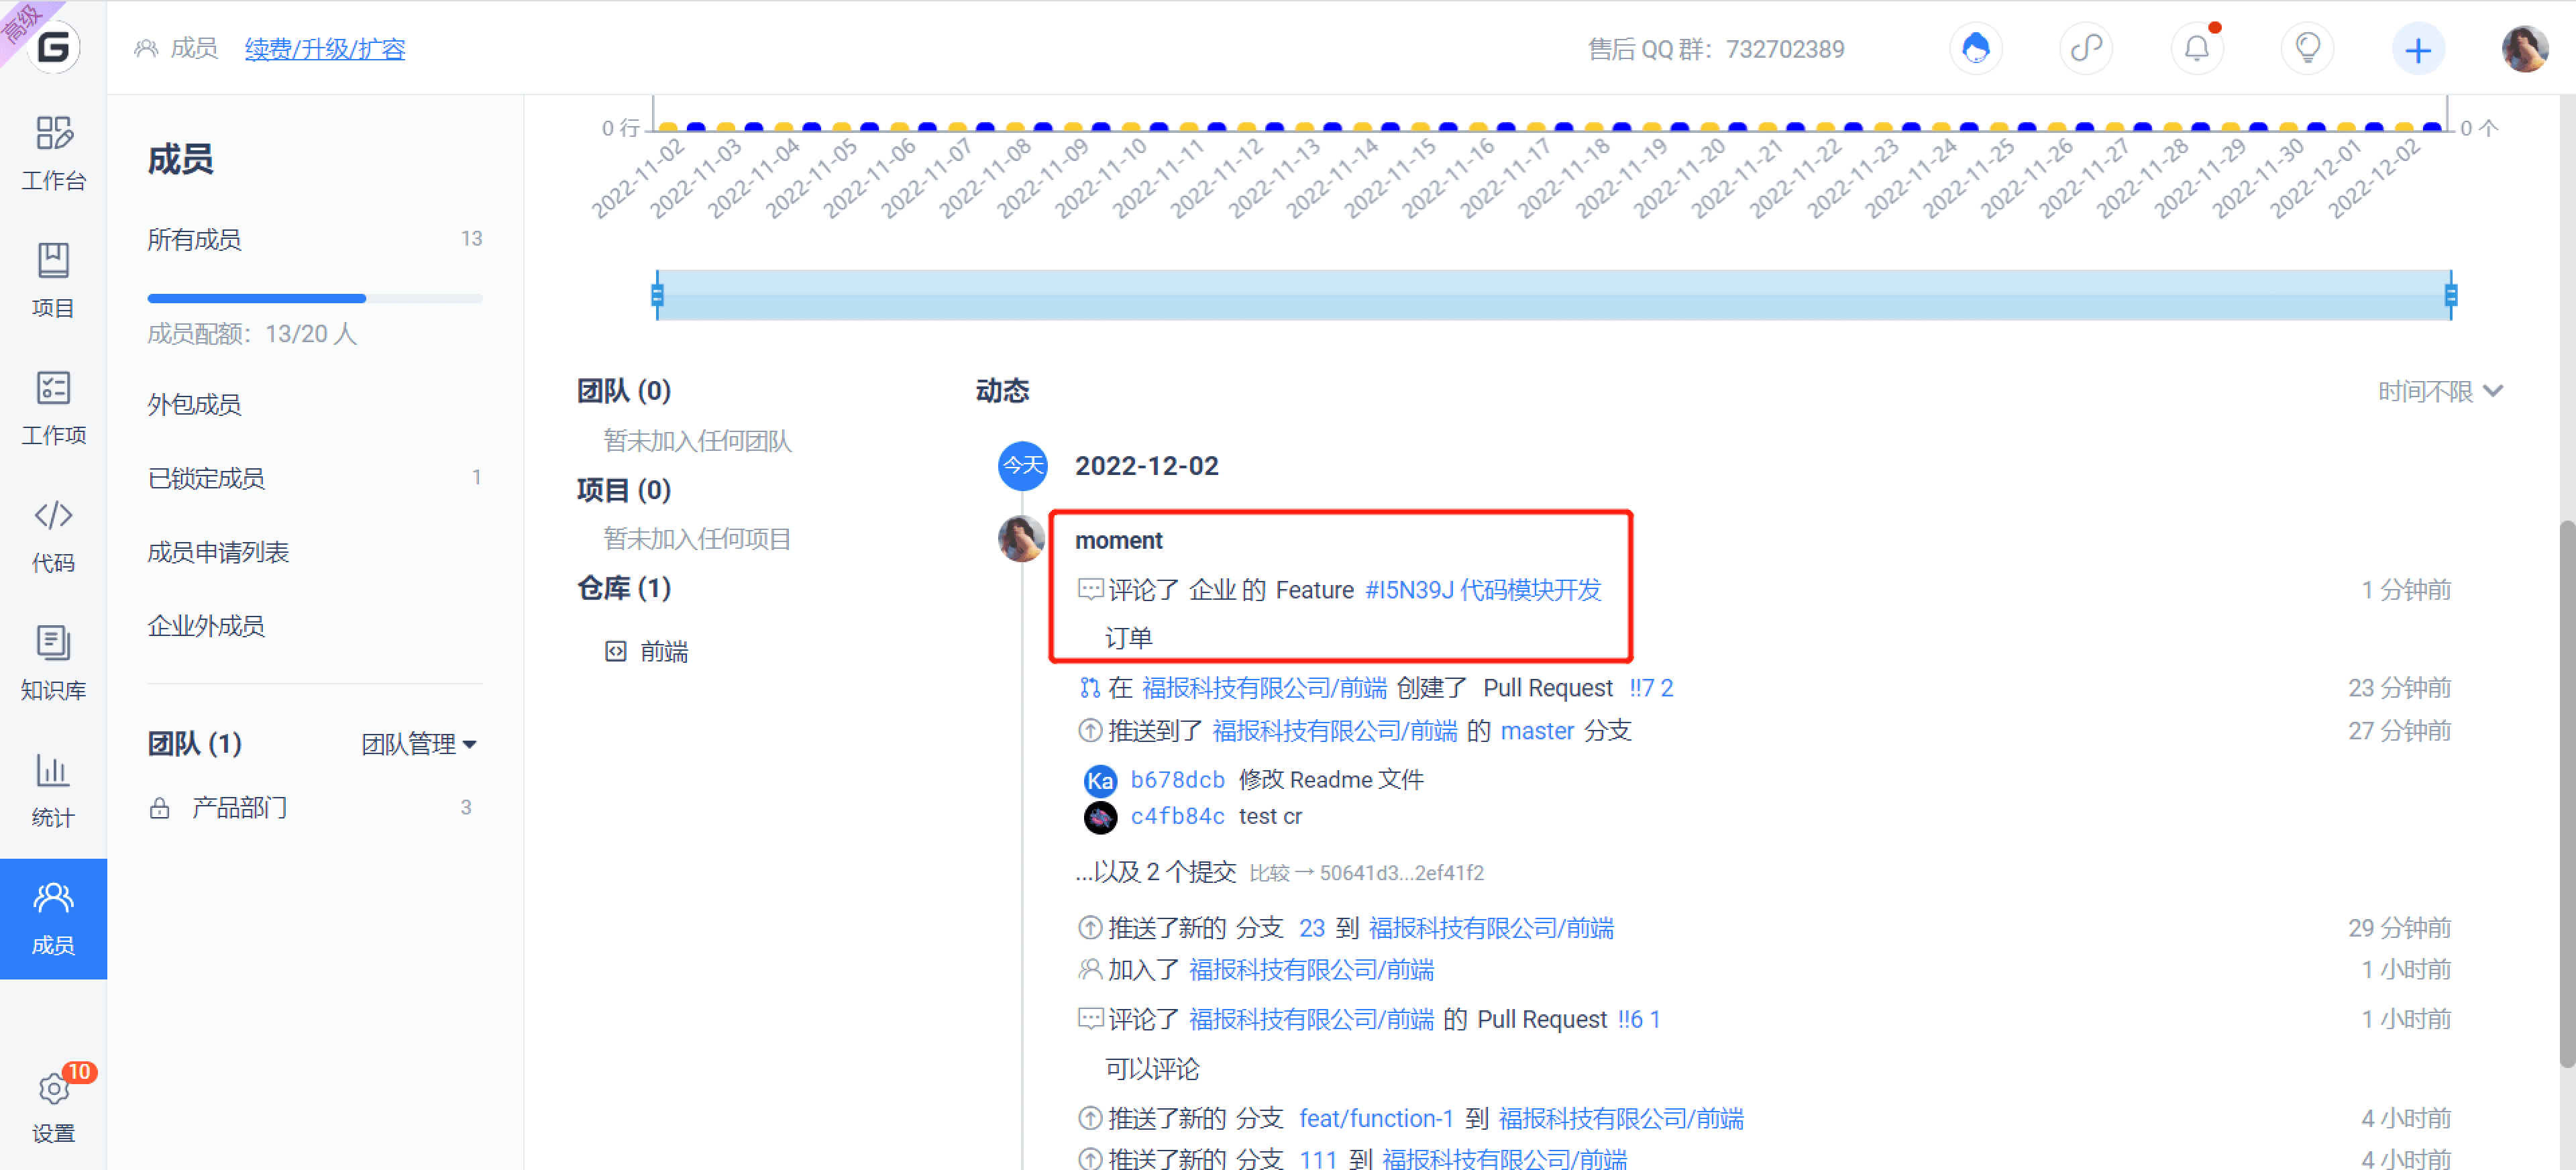 高级
成员 续费/升级/扩容
售后 QQ 群：732702389
工作台
项目
工作项
代码
知识库
统计
成员
10
设置
成员
所有成员 13
成员配额：13/20 人
外包成员
已锁定成员 1
成员申请列表
企业外成员
团队 (1) 团队管理
产品部门 3
0 行
0 个
2022-11-02
2022-11-03
2022-11-04
2022-11-05
2022-11-06
2022-11-07
2022-11-08
2022-11-09
2022-11-10
2022-11-11
2022-11-12
2022-11-13
2022-11-14
2022-11-15
2022-11-16
2022-11-17
2022-11-18
2022-11-19
2022-11-20
2022-11-21
2022-11-22
2022-11-23
2022-11-24
2022-11-25
2022-11-26
2022-11-27
2022-11-28
2022-11-29
2022-11-30
2022-12-01
2022-12-02
团队 (0)
暂未加入任何团队
项目 (0)
暂未加入任何项目
仓库 (1)
前端
动态 时间不限
今天 2022-12-02
moment
评论了 企业 的 Feature #I5N39J 代码模块开发 1 分钟前
订单
在 福报科技有限公司/前端 创建了 Pull Request !!7 2 23 分钟前
推送到了 福报科技有限公司/前端 的 master 分支 27 分钟前
Ka b678dcb 修改 Readme 文件
c4fb84c test cr
...以及 2 个提交 比较 → 50641d3...2ef41f2
推送了新的 分支 23 到 福报科技有限公司/前端 29 分钟前
加入了 福报科技有限公司/前端 1 小时前
评论了 福报科技有限公司/前端 的 Pull Request !!6 1 1 小时前
可以评论
推送了新的 分支 feat/function-1 到 福报科技有限公司/前端 4 小时前
推送了新的 分支 111 到 福报科技有限公司/前端 4 小时前